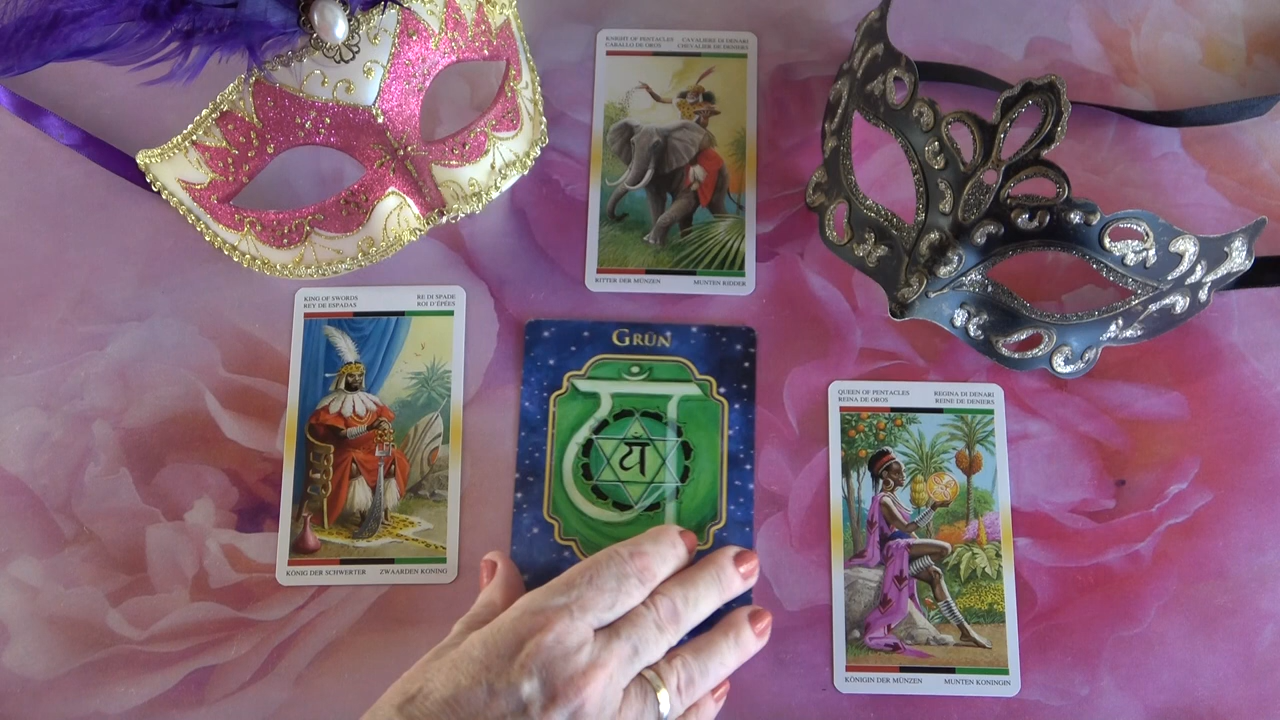 KNIGHT OF PENTACLES CAVALIERE DI DENARI
CABALLO DE OROS CHEVALIER DE DENIERS
RITTER DER MÜNZEN MUNTEN RIDDER
KING OF SWORDS RE DI SPADE
REY DE ESPADAS ROI D'ÉPÉES
KÖNIG DER SCHWERTER ZWAARDEN KONING
GRÜN
यं
QUEEN OF PENTACLES REGINA DI DENARI
REINA DE OROS REINE DE DENIERS
KÖNIGIN DER MÜNZEN MUNTEN KONINGIN